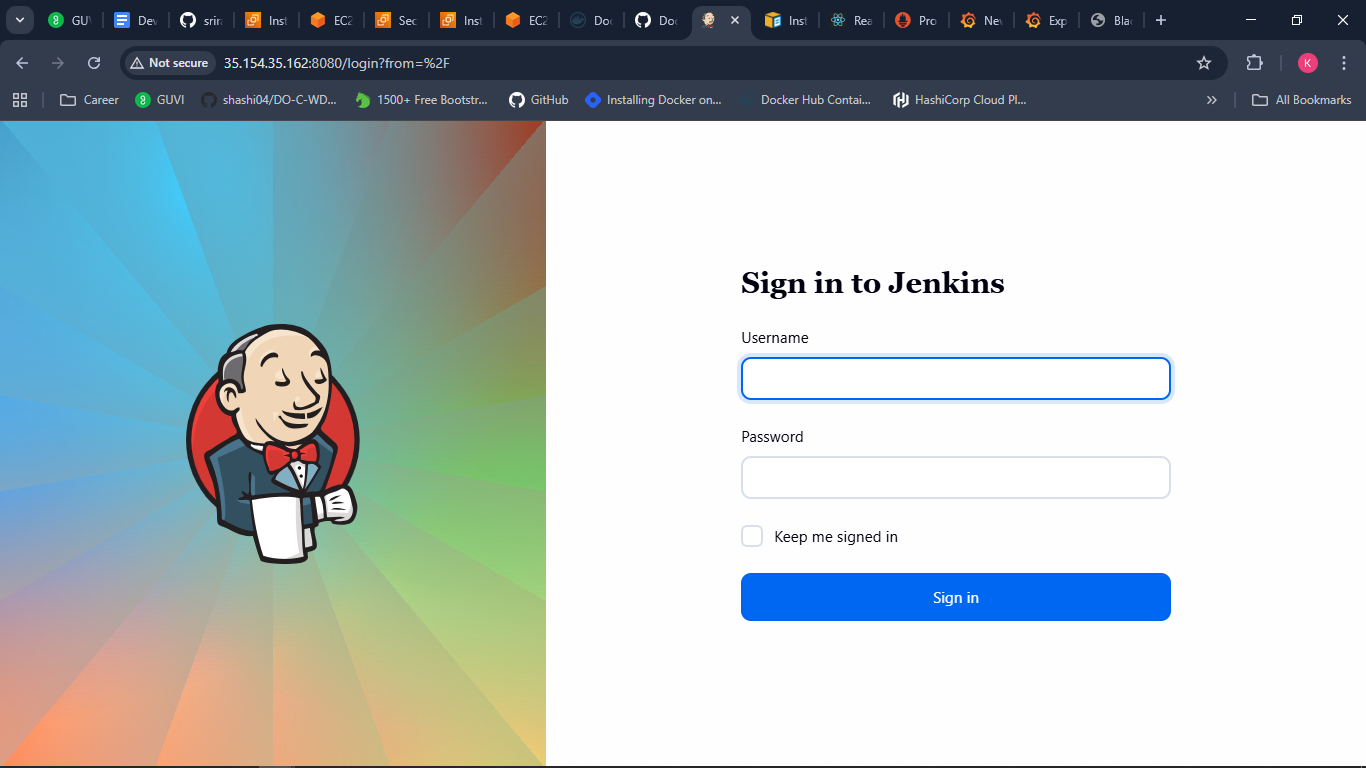 GUV
Dev
srira
Inst
EC2
Sec
Inst
EC2
Doc
Doc
Inst
Rea
Pro
Nev
Exp
Blac
Not secure
35.154.35.162:8080/login?from=%2F
K
Career
GUVI
shashi04/DO-C-WD...
1500+ Free Bootstr...
GitHub
Installing Docker on...
Docker Hub Contai...
HashiCorp Cloud Pl...
All Bookmarks
Sign in to Jenkins
Username
Password
Keep me signed in
Sign in